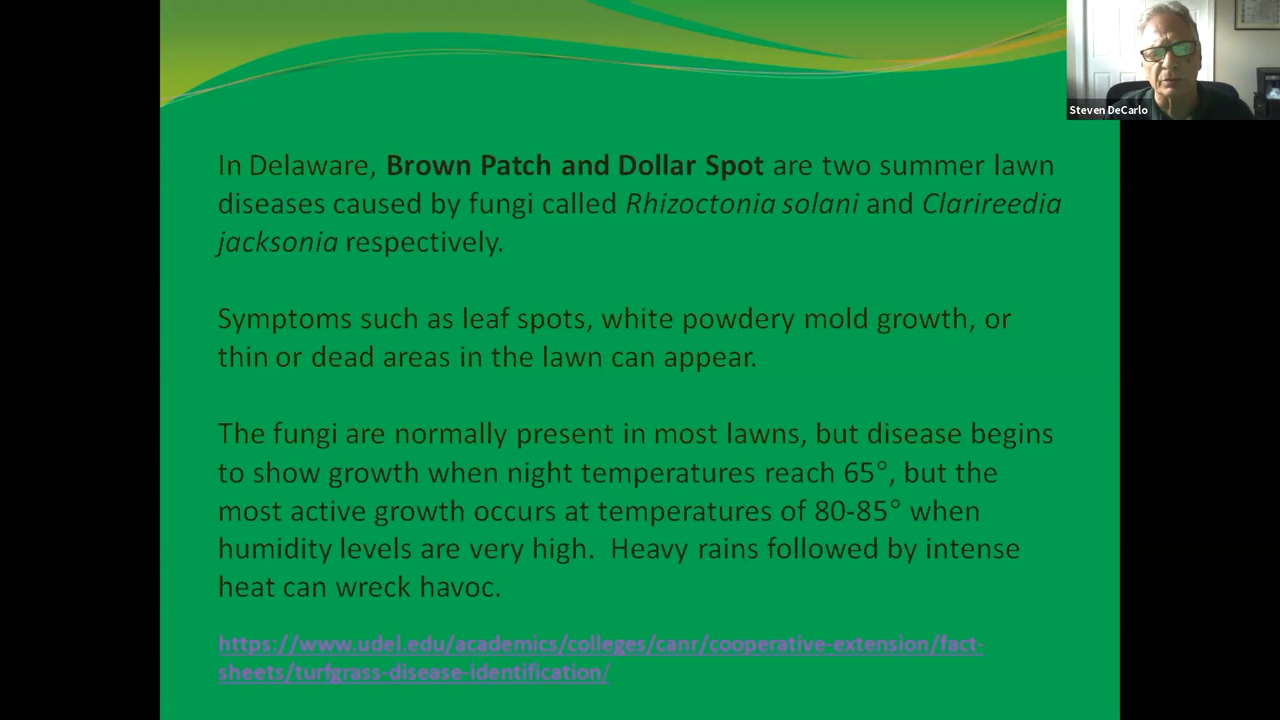 Steven DeCarlo
In Delaware, Brown Patch and Dollar Spot are two summer lawn
diseases caused by fungi called Rhizoctonia solani and Clarireedia
jacksonia respectively.
Symptoms such as leaf spots, white powdery mold growth, or
thin or dead areas in the lawn can appear.
The fungi are normally present in most lawns, but disease begins
to show growth when night temperatures reach 65°, but the
most active growth occurs at temperatures of 80-85° when
humidity levels are very high.  Heavy rains followed by intense
heat can wreck havoc.
https://www.udel.edu/academics/colleges/canr/cooperative-extension/fact-
sheets/turfgrass-disease-identification/